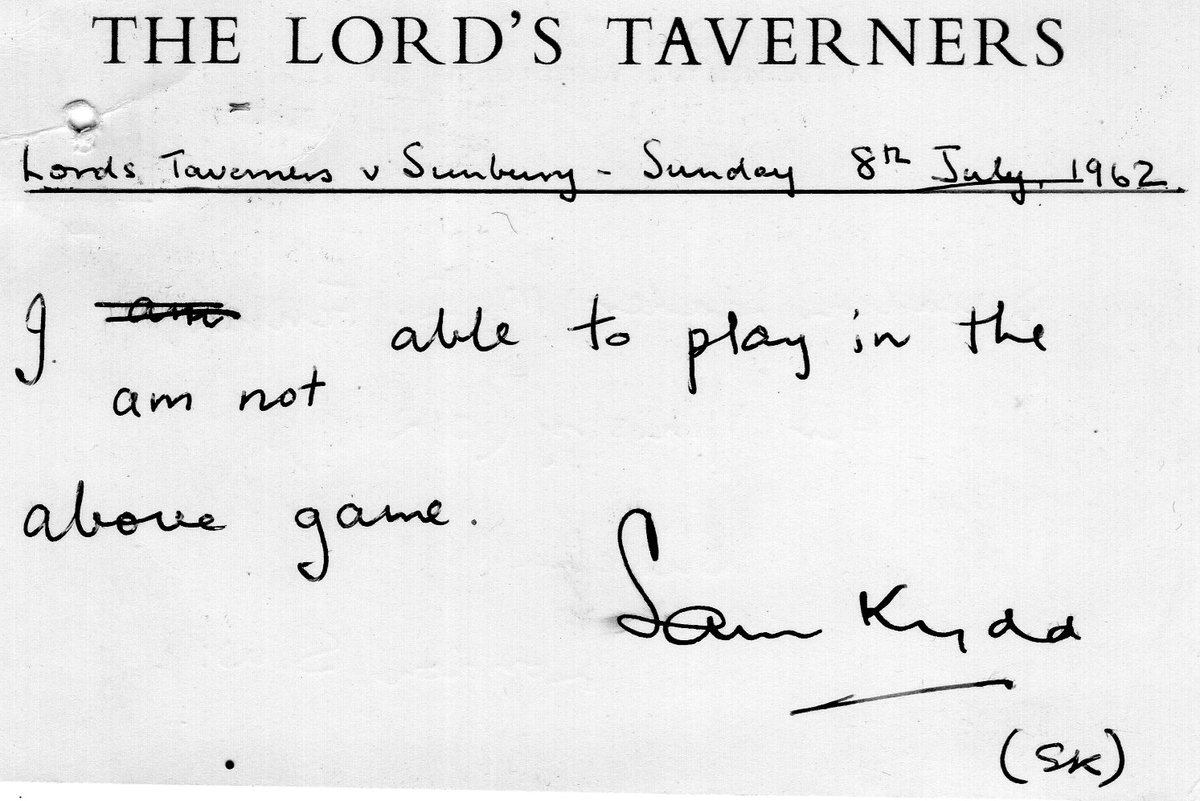 THE LORD'S TAVERNERS
Lords Taverners v Sunbury - Sunday 8th July, 1962.
I am able to play in the
am not
above game.
Sam Kydd
(SK)